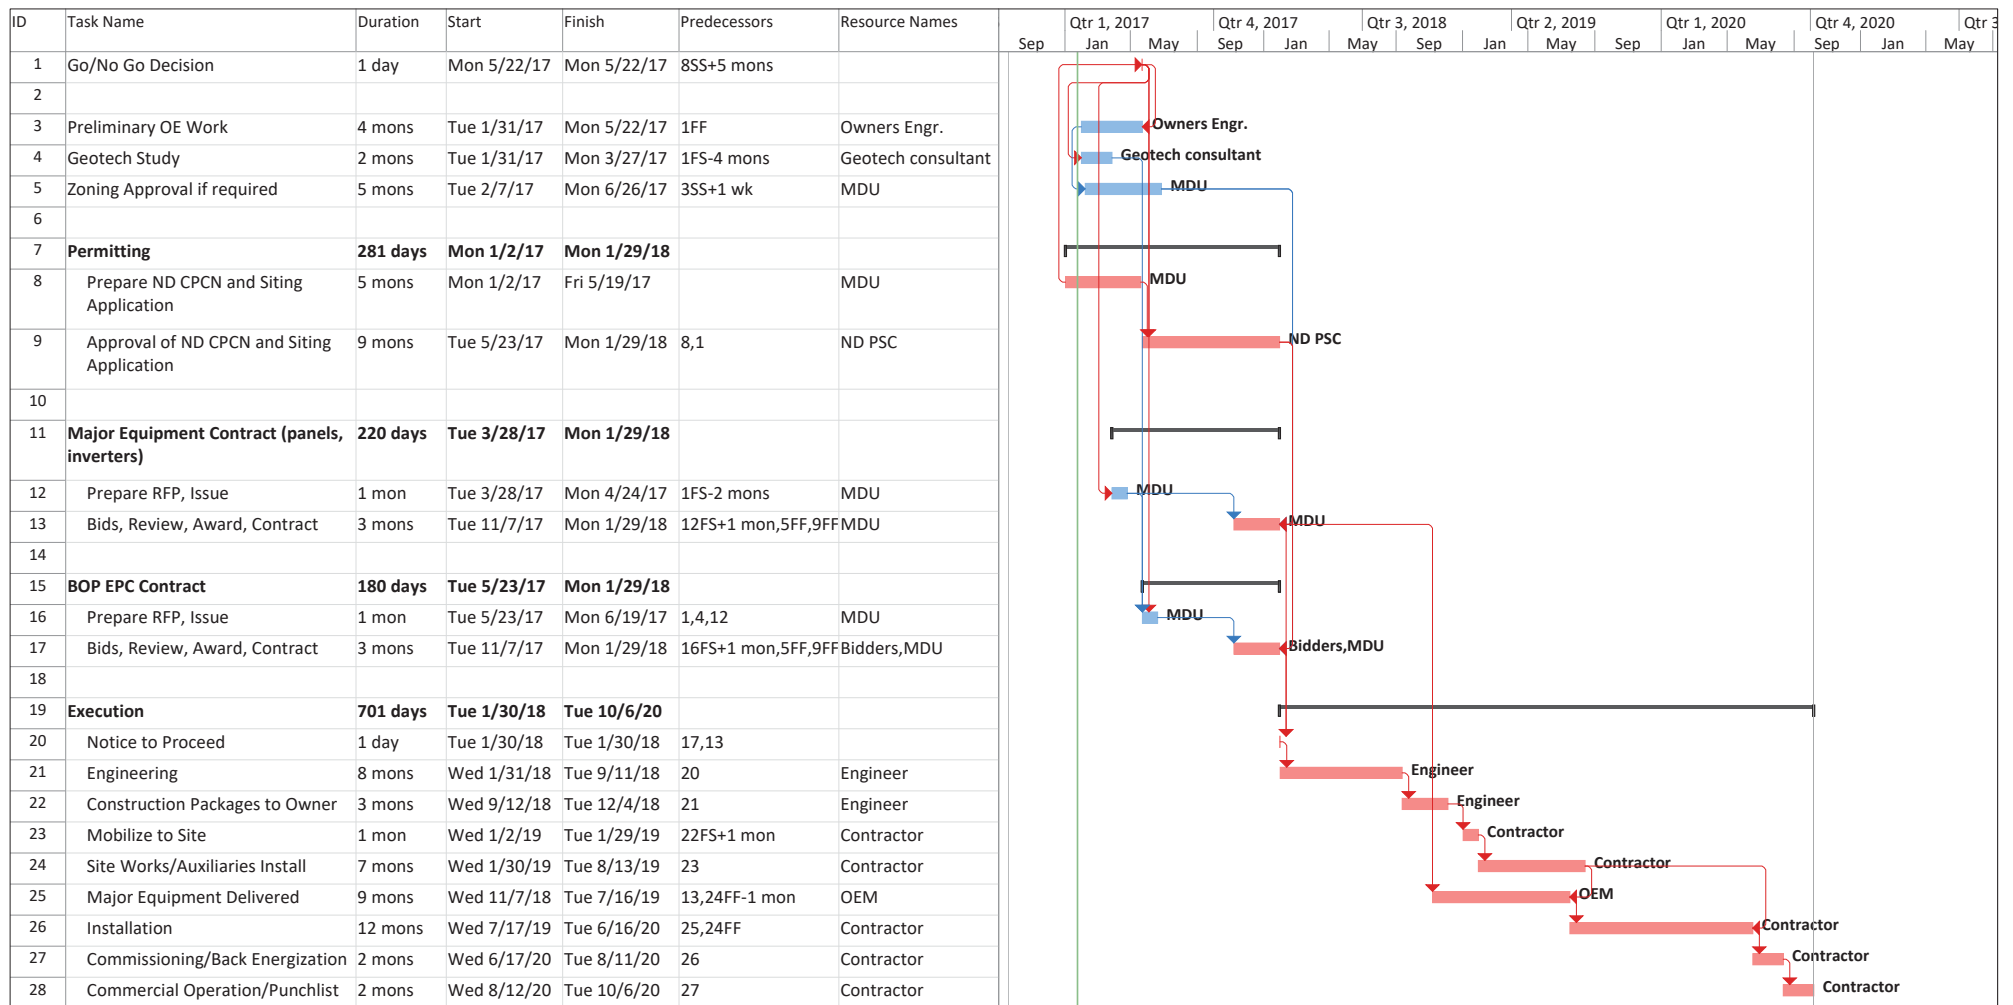 ID Task Name Duration Start Finish Predecessors Resource Names Qtr 1, 2017 Qtr 4, 2017 Qtr 3, 2018 Qtr 2, 2019 Qtr 1, 2020 Qtr 4, 2020 Qtr 3
Sep Jan May Sep Jan May Sep Jan May Sep Jan May Sep Jan May
1 Go/No Go Decision 1 day Mon 5/22/17 Mon 5/22/17 8SS+5 mons
2
3 Preliminary OE Work 4 mons Tue 1/31/17 Mon 5/22/17 1FF Owners Engr. Owners Engr.
4 Geotech Study 2 mons Tue 1/31/17 Mon 3/27/17 1FS-4 mons Geotech consultant Geotech consultant
5 Zoning Approval if required 5 mons Tue 2/7/17 Mon 6/26/17 3SS+1 wk MDU MDU
6
7 Permitting 281 days Mon 1/2/17 Mon 1/29/18
8 Prepare ND CPCN and Siting 5 mons Mon 1/2/17 Fri 5/19/17 MDU MDU
Application
9 Approval of ND CPCN and Siting 9 mons Tue 5/23/17 Mon 1/29/18 8,1 ND PSC ND PSC
Application
10
11 Major Equipment Contract (panels, 220 days Tue 3/28/17 Mon 1/29/18
inverters)
12 Prepare RFP, Issue 1 mon Tue 3/28/17 Mon 4/24/17 1FS-2 mons MDU MDU
13 Bids, Review, Award, Contract 3 mons Tue 11/7/17 Mon 1/29/18 12FS+1 mon,5FF,9FF MDU MDU
14
15 BOP EPC Contract 180 days Tue 5/23/17 Mon 1/29/18
16 Prepare RFP, Issue 1 mon Tue 5/23/17 Mon 6/19/17 1,4,12 MDU MDU
17 Bids, Review, Award, Contract 3 mons Tue 11/7/17 Mon 1/29/18 16FS+1 mon,5FF,9FF Bidders,MDU Bidders,MDU
18
19 Execution 701 days Tue 1/30/18 Tue 10/6/20
20 Notice to Proceed 1 day Tue 1/30/18 Tue 1/30/18 17,13
21 Engineering 8 mons Wed 1/31/18 Tue 9/11/18 20 Engineer Engineer
22 Construction Packages to Owner 3 mons Wed 9/12/18 Tue 12/4/18 21 Engineer Engineer
23 Mobilize to Site 1 mon Wed 1/2/19 Tue 1/29/19 22FS+1 mon Contractor Contractor
24 Site Works/Auxiliaries Install 7 mons Wed 1/30/19 Tue 8/13/19 23 Contractor Contractor
25 Major Equipment Delivered 9 mons Wed 11/7/18 Tue 7/16/19 13,24FF-1 mon OEM OEM
26 Installation 12 mons Wed 7/17/19 Tue 6/16/20 25,24FF Contractor Contractor
27 Commissioning/Back Energization 2 mons Wed 6/17/20 Tue 8/11/20 26 Contractor Contractor
28 Commercial Operation/Punchlist 2 mons Wed 8/12/20 Tue 10/6/20 27 Contractor Contractor